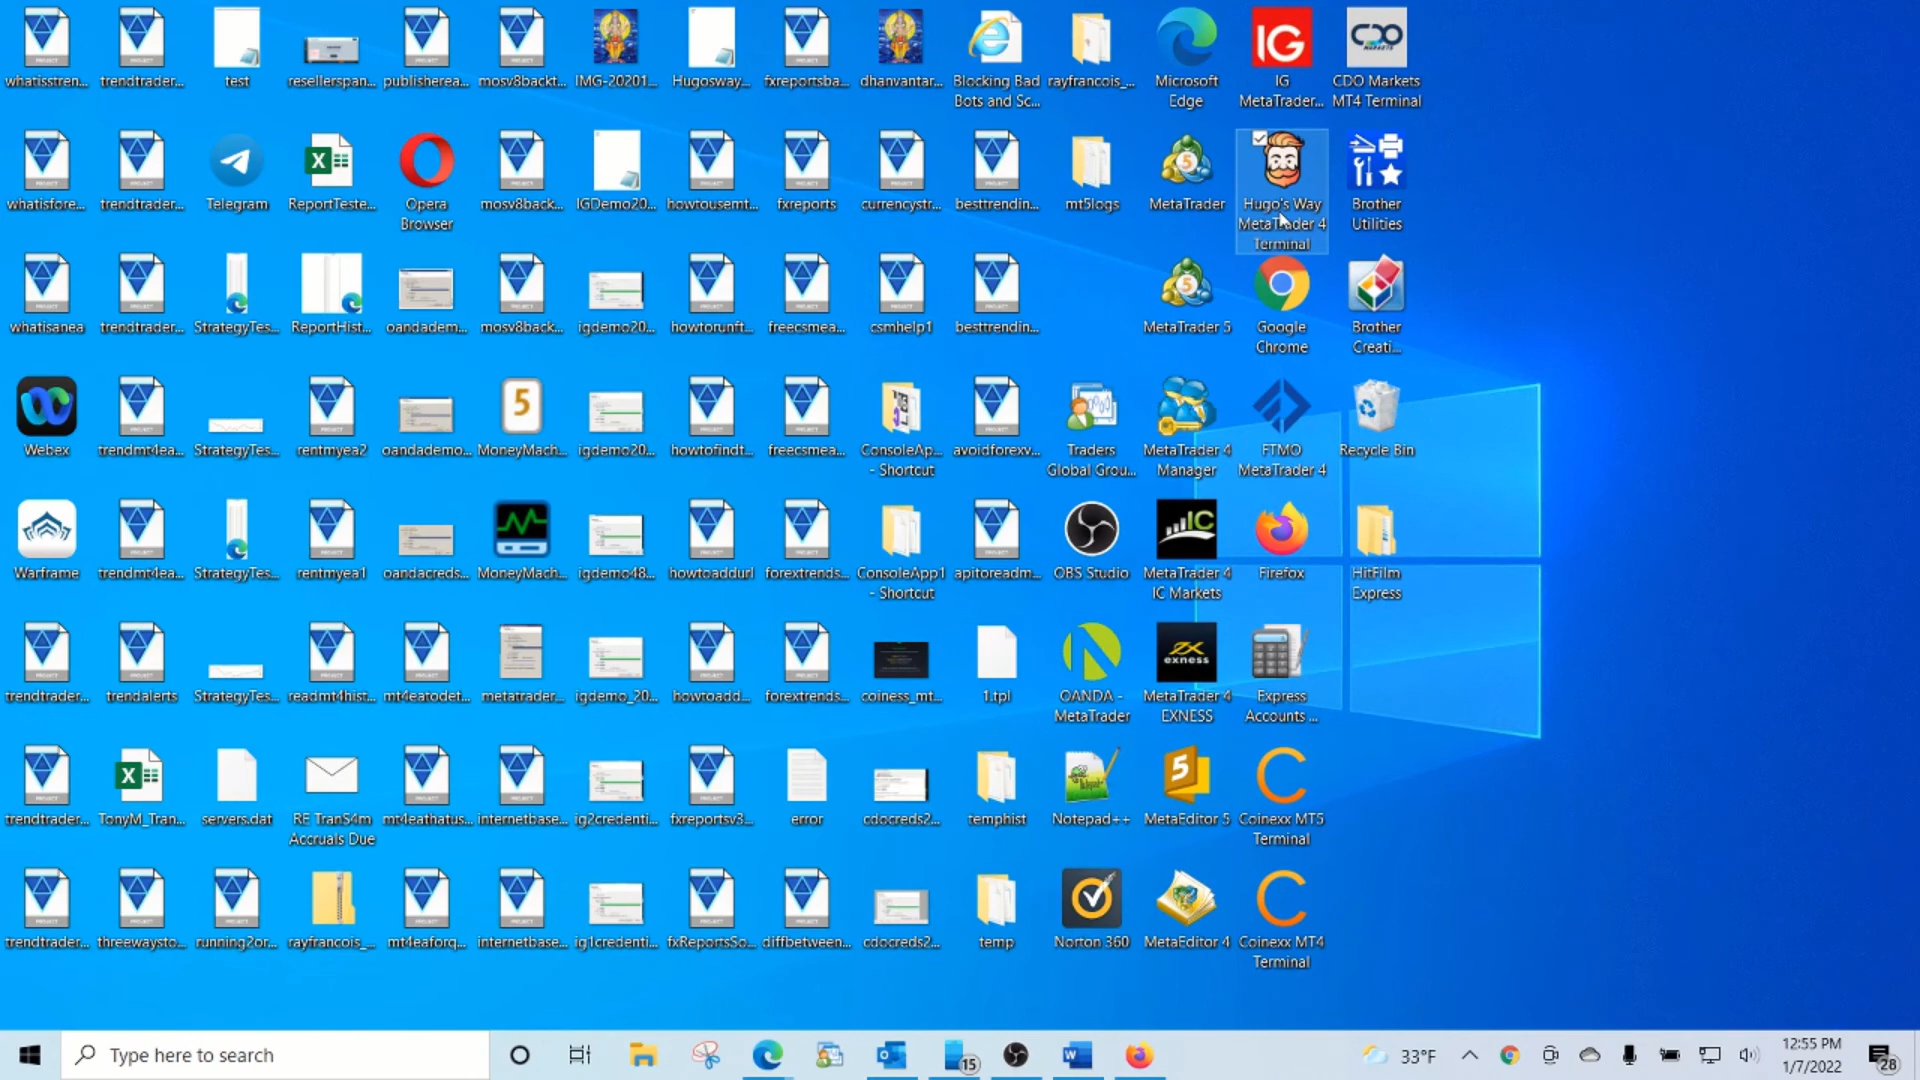 whatisstren...
trendtrader...
test
resellerspan...
publisherea...
mosv8backt...
IMG-20201...
Hugosway...
fxreportsba...
dhanvantar...
Blocking Bad
Bots and Sc...
rayfrancois_...
Microsoft
Edge
IG
IG
MetaTrader...
CDO
MARKETS
CDO Markets
MT4 Terminal
whatisfore...
trendtrader...
Telegram
ReportTeste...
Opera
Browser
mosv8back...
IGDemo20...
howtousemt...
fxreports
currencystr...
besttrendin...
mt5logs
MetaTrader
Hugo's Way
MetaTrader 4
Terminal
Brother
Utilities
whatisanea
trendtrader...
StrategyTes...
ReportHist...
oandadem...
mosv8back...
igdemo20...
howtorunft...
freecsmea...
csmhelp1
besttrendin...
MetaTrader 5
Google
Chrome
Brother
Creati...
Webex
trendmt4ea...
StrategyTes...
rentmyea2
oandademo...
MoneyMach...
igdemo20...
howtofindt...
freecsmea...
ConsoleAp...
- Shortcut
avoidforexv...
Traders
Global Grou...
MetaTrader 4
Manager
FTMO
MetaTrader 4
Recycle Bin
Warframe
trendmt4ea...
StrategyTes...
rentmyea1
oandacreds...
MoneyMach...
igdemo48...
howtoaddurl
forextrends...
ConsoleApp1
- Shortcut
apitoreadm...
OBS Studio
IC
MetaTrader 4
IC Markets
Firefox
HitFilm
Express
trendtrader...
trendalerts
StrategyTes...
readmt4hist...
mt4eatodet...
metatrader...
igdemo_20...
howtoadd...
forextrends...
coiness_mt...
1.tpl
OANDA -
MetaTrader
exness
MetaTrader 4
EXNESS
Express
Accounts ...
trendtrader...
TonyM_Tran...
servers.dat
RE TranS4m
Accruals Due
mt4eathatus...
internetbase...
ig2credenti...
fxreportsv3...
error
cdocreds2...
temphist
Notepad++
MetaEditor 5
Coinexx MT5
Terminal
trendtrader...
threewaysto...
running2or...
rayfrancois_...
mt4eaforq...
internetbase...
ig1credenti...
fxReportsSo...
diffbetween...
cdocreds2...
temp
Norton 360
MetaEditor 4
Coinexx MT4
Terminal
Type here to search
15
33°F
12:55 PM
1/7/2022
28